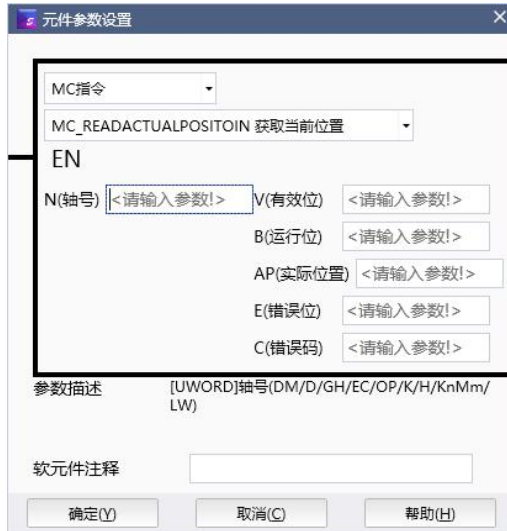 元件参数设置
MC指令
MC_READACTUALPOSITOIN 获取当前位置
EN
N(轴号) <请输入参数!> V(有效位) <请输入参数!>
B(运行位) <请输入参数!>
AP(实际位置) <请输入参数!>
E(错误位) <请输入参数!>
C(错误码) <请输入参数!>
参数描述 [UWORD]轴号(DM/D/GH/EC/OP/K/H/KnMm/
LW)
软元件注释
确定(Y) 取消(C) 帮助(H)